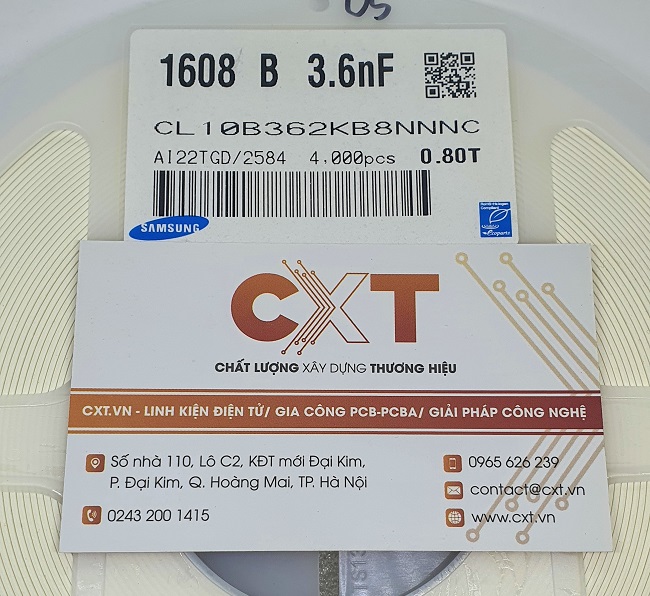 05
1608 B 3.6nF
CL10B362KB8NNNC
AI22TGD/2584 4,000pcs 0.80T
SAMSUNG
CXT
CHẤT LƯỢNG XÂY DỰNG THƯƠNG HIỆU
CXT.VN - LINH KIỆN ĐIỆN TỬ/ GIA CÔNG PCB-PCBA/ GIẢI PHÁP CÔNG NGHỆ
Số nhà 110, Lô C2, KĐT mới Đại Kim,
P. Đại Kim, Q. Hoàng Mai, TP. Hà Nội
0243 200 1415
0965 626 239
contact@cxt.vn
www.cxt.vn